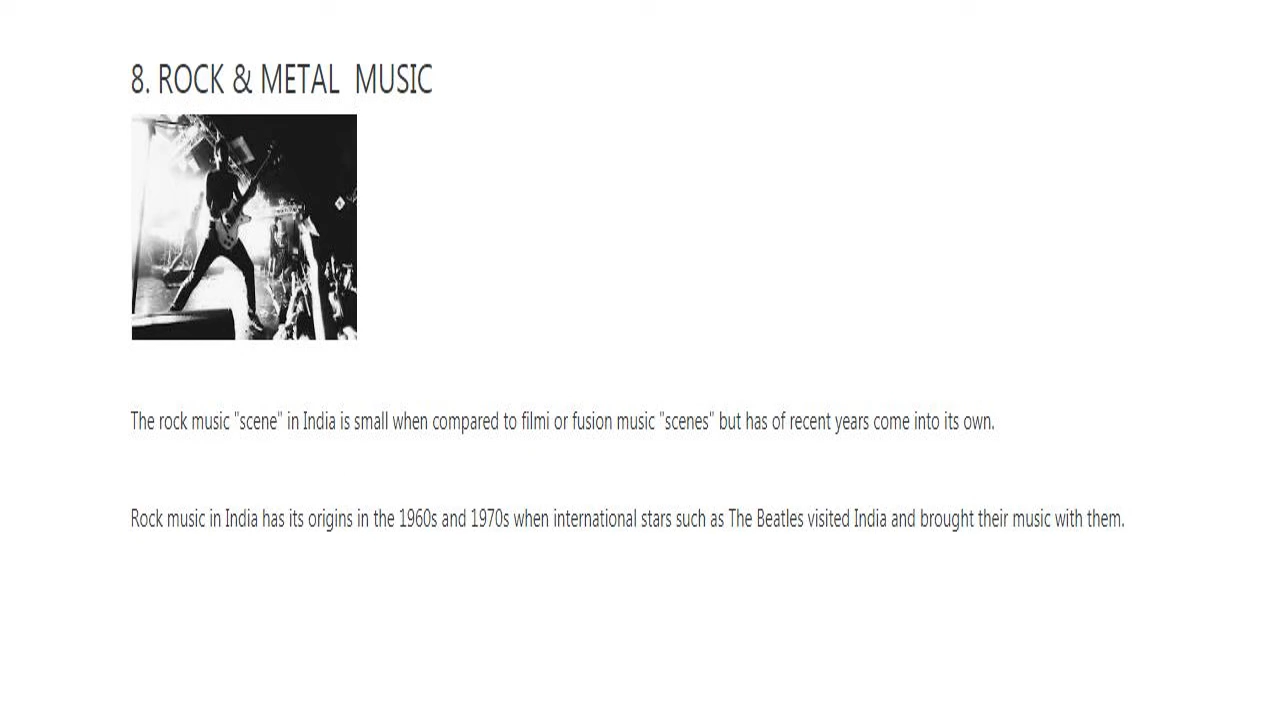 8. ROCK & METAL  MUSIC
The rock music "scene" in India is small when compared to filmi or fusion music "scenes" but has of recent years come into its own.
Rock music in India has its origins in the 1960s and 1970s when international stars such as The Beatles visited India and brought their music with them.